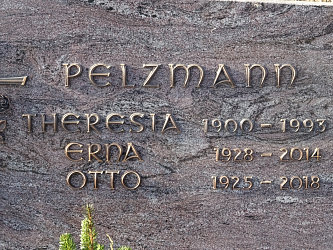 PELZMANN
THERESIA 1900 – 1993
ERNA 1928 – 2014
OTTO 1925 – 2018